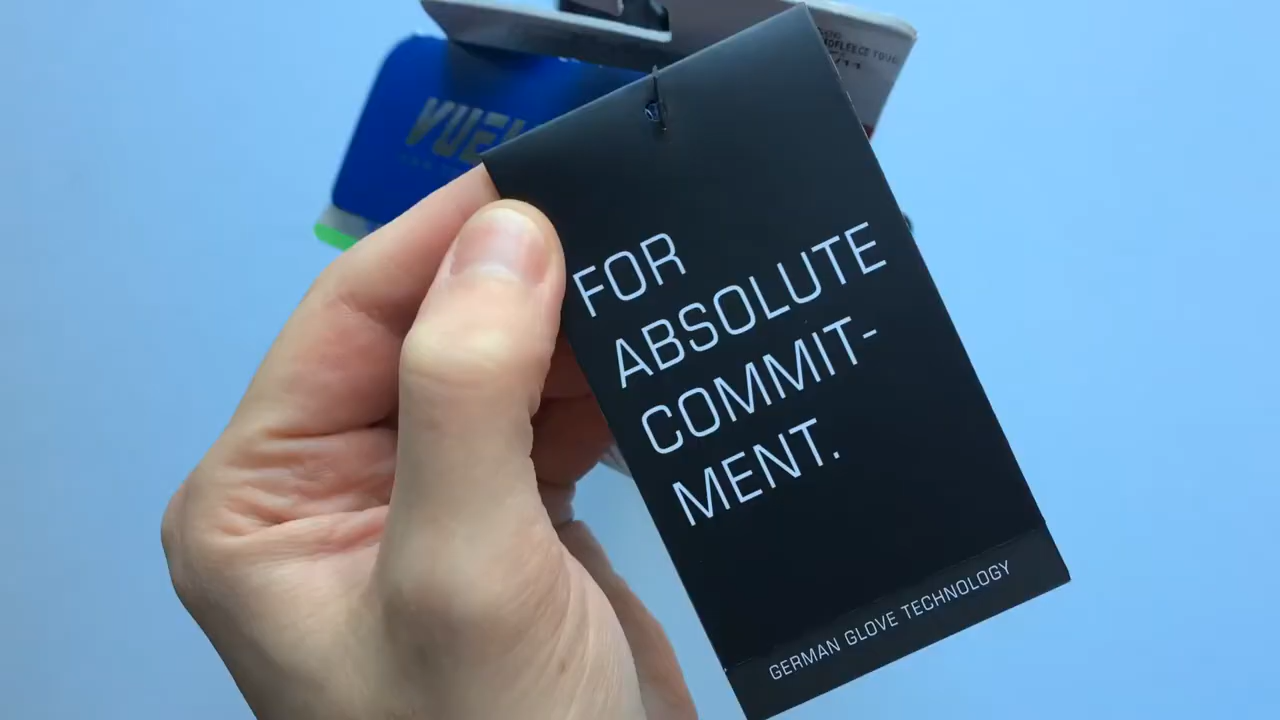 FOR
ABSOLUTE
COMMIT-
MENT.
GERMAN GLOVE TECHNOLOGY